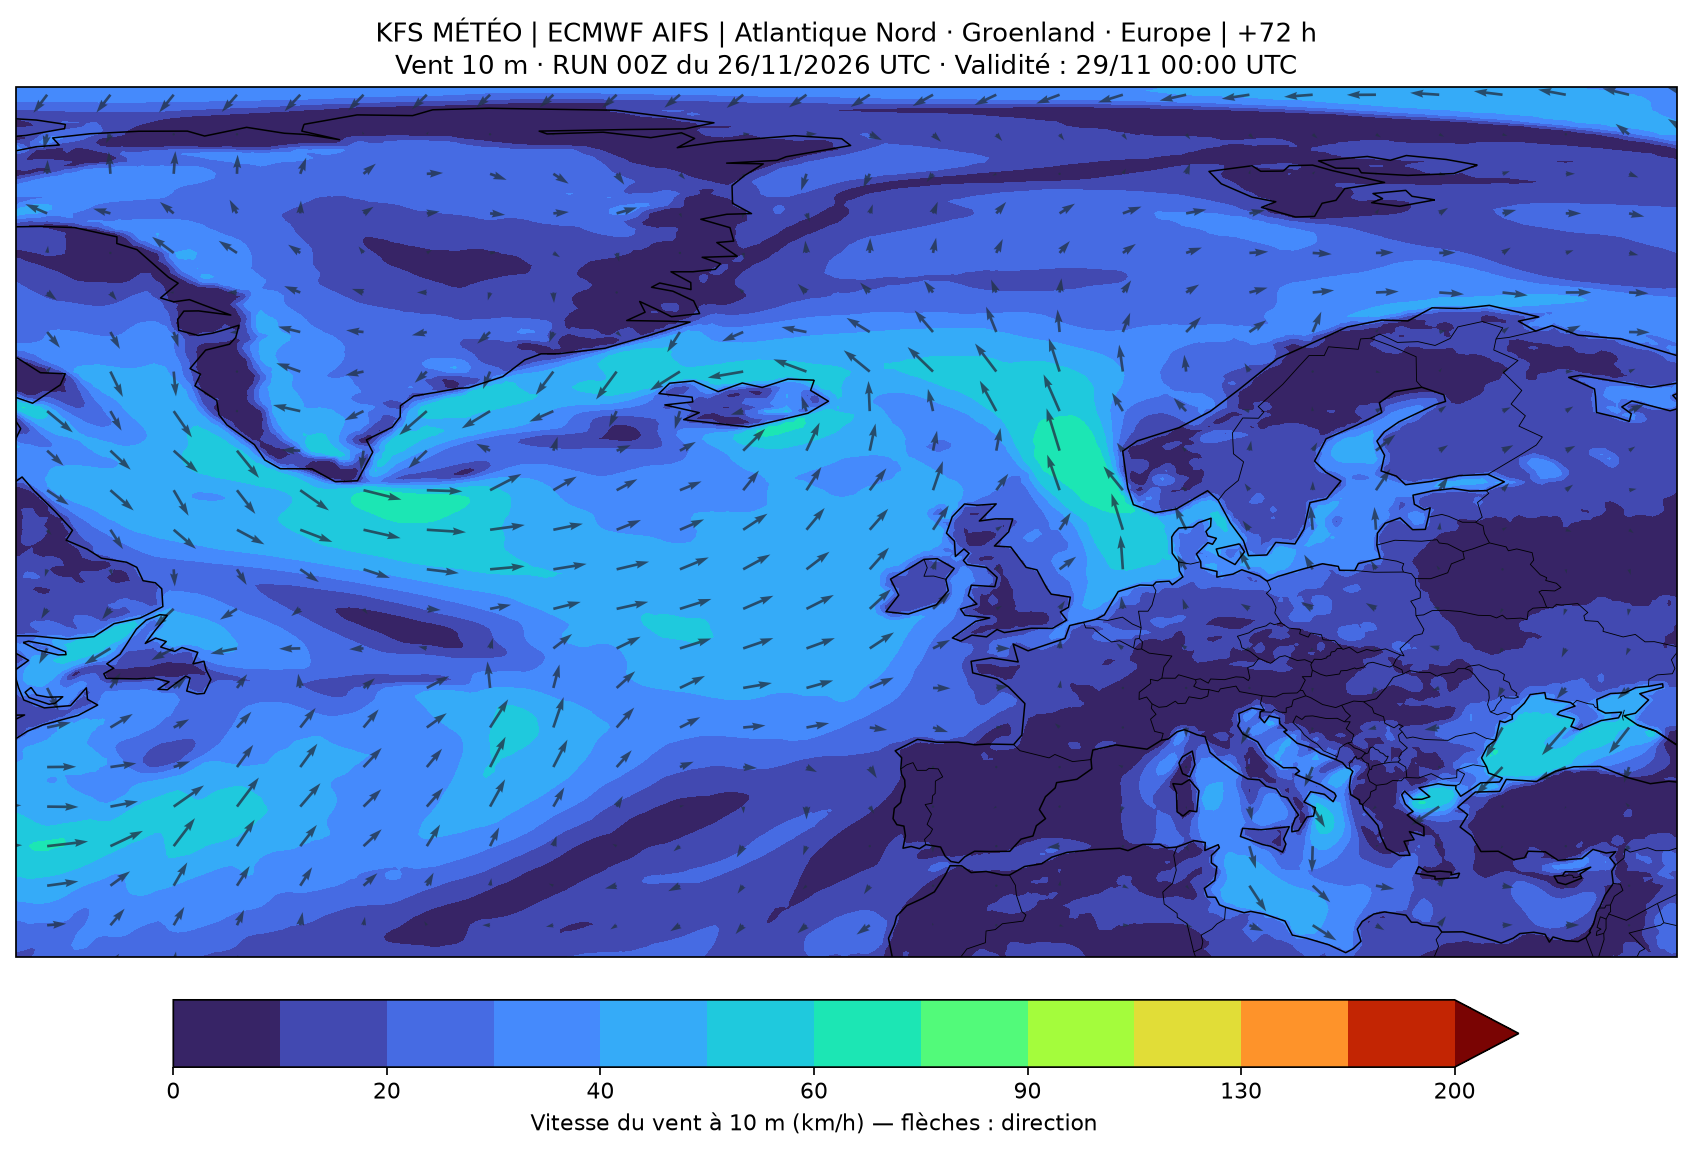 KFS MÉTÉO | ECMWF AIFS | Atlantique Nord · Groenland · Europe | +72 h
Vent 10 m · RUN 00Z du 26/11/2026 UTC · Validité : 29/11 00:00 UTC
0 20 40 60 90 130 200
Vitesse du vent à 10 m (km/h) — flèches : direction